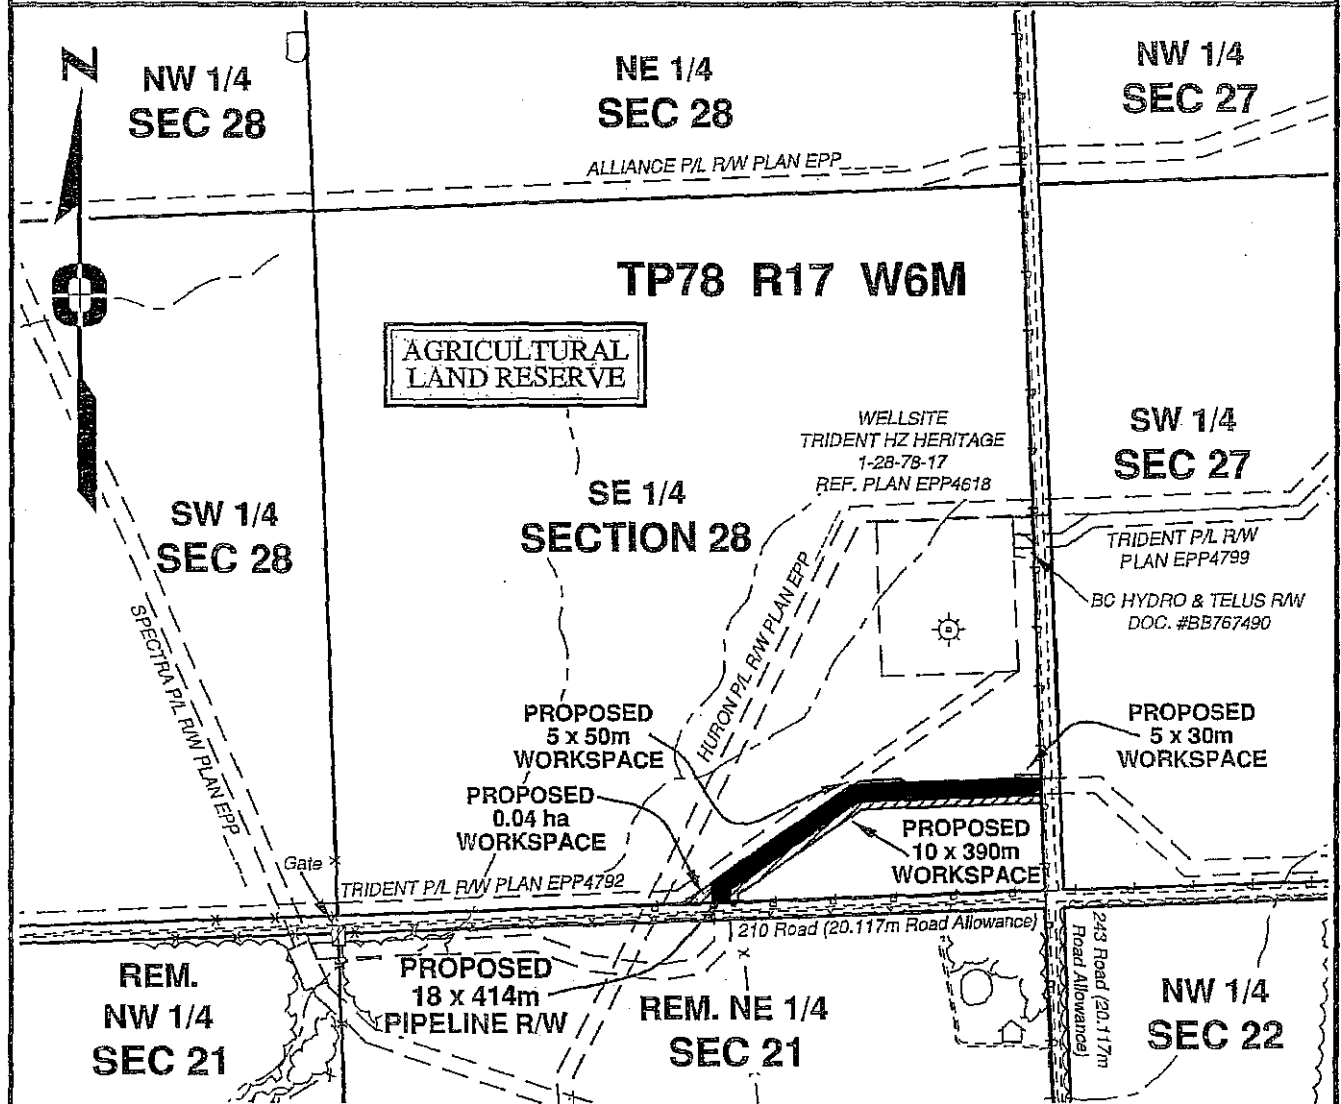 N
NW 1/4
SEC 28
NE 1/4
SEC 28
NW 1/4
SEC 27
ALLIANCE P/L R/W PLAN EPP_____
TP78 R17 W6M
AGRICULTURAL
LAND RESERVE
WELLSITE
TRIDENT HZ HERITAGE
1-28-78-17
REF. PLAN EPP4618
SW 1/4
SEC 27
SE 1/4
SECTION 28
SW 1/4
SEC 28
TRIDENT P/L R/W
PLAN EPP4799
BC HYDRO & TELUS R/W
DOC. #BB767490
SPECTRA P/L R/W PLAN EPP
HURON P/L R/W PLAN EPP
PROPOSED
5 x 50m
WORKSPACE
PROPOSED
5 x 30m
WORKSPACE
PROPOSED
0.04 ha
WORKSPACE
PROPOSED
10 x 390m
WORKSPACE
Gate
TRIDENT P/L R/W PLAN EPP4792
210 Road (20.117m Road Allowance)
243 Road (20.117m
Road Allowance)
REM.
NW 1/4
SEC 21
PROPOSED
18 x 414m
PIPELINE R/W
REM. NE 1/4
SEC 21
NW 1/4
SEC 22